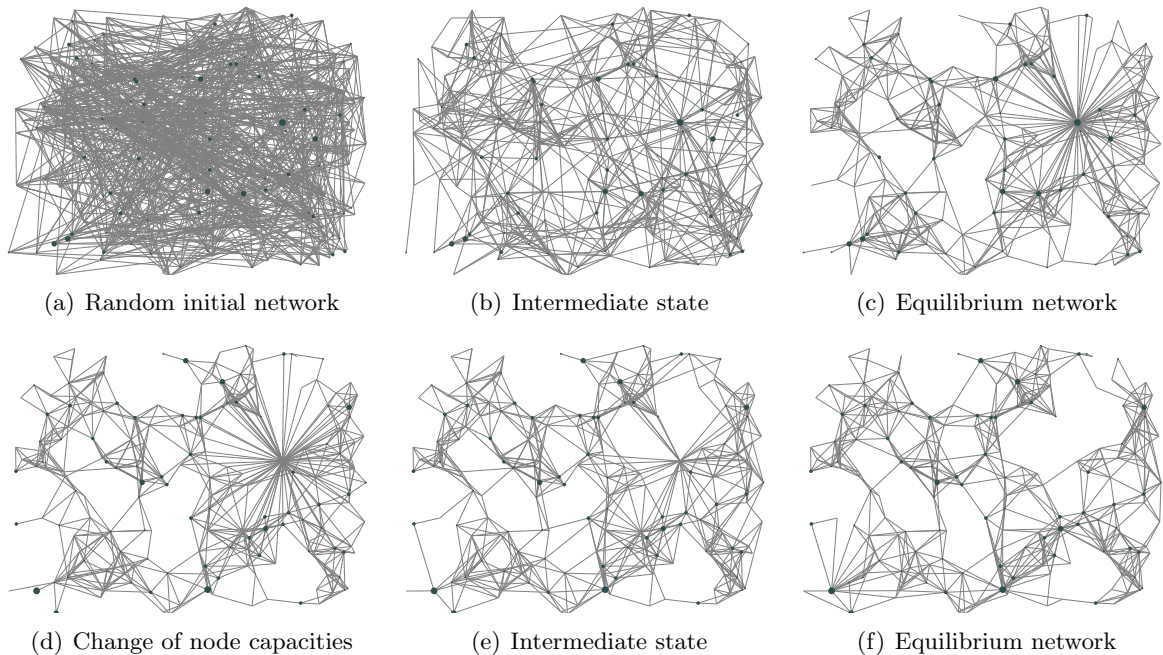 (a) Random initial network
(b) Intermediate state
(c) Equilibrium network
(d) Change of node capacities
(e) Intermediate state
(f) Equilibrium network